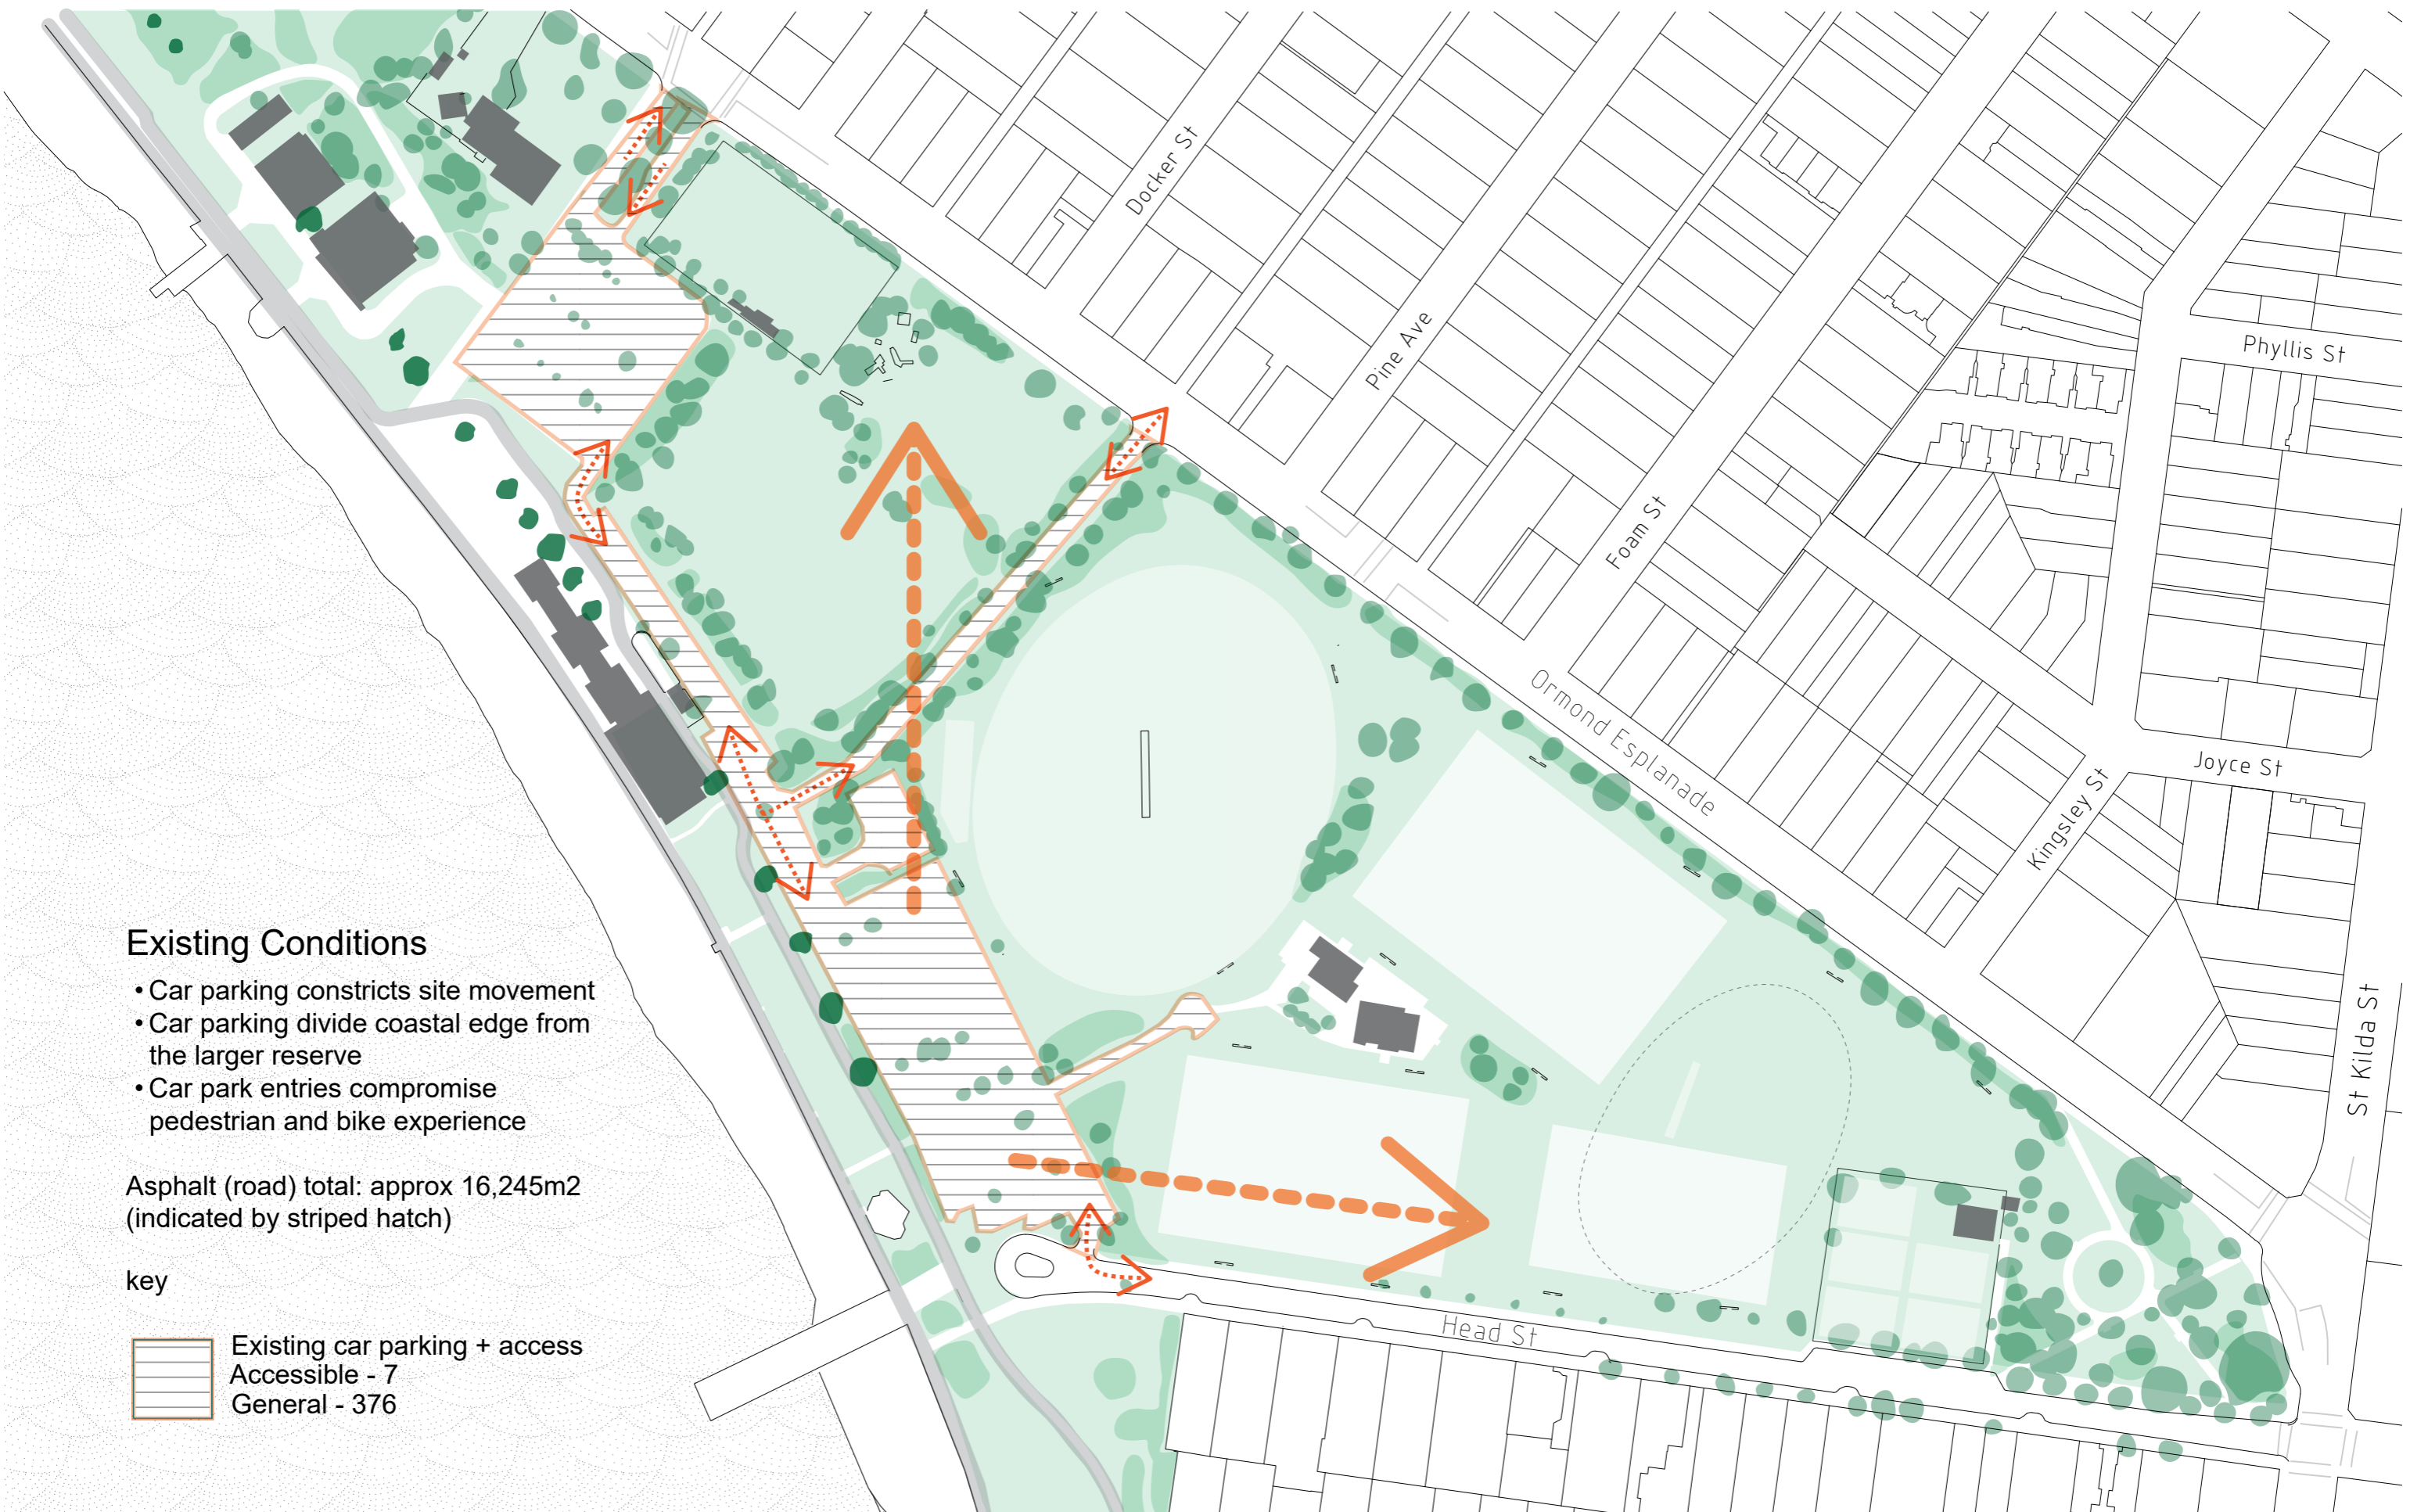 Docker St
Pine Ave
Foam St
Phyllis St
Ormond Esplanade
Joyce St
Kingsley St
St Kilda St
Head St
Existing Conditions
• Car parking constricts site movement
• Car parking divide coastal edge from
the larger reserve
• Car park entries compromise
pedestrian and bike experience
Asphalt (road) total: approx 16,245m2
(indicated by striped hatch)
key
Existing car parking + access
Accessible - 7
General - 376